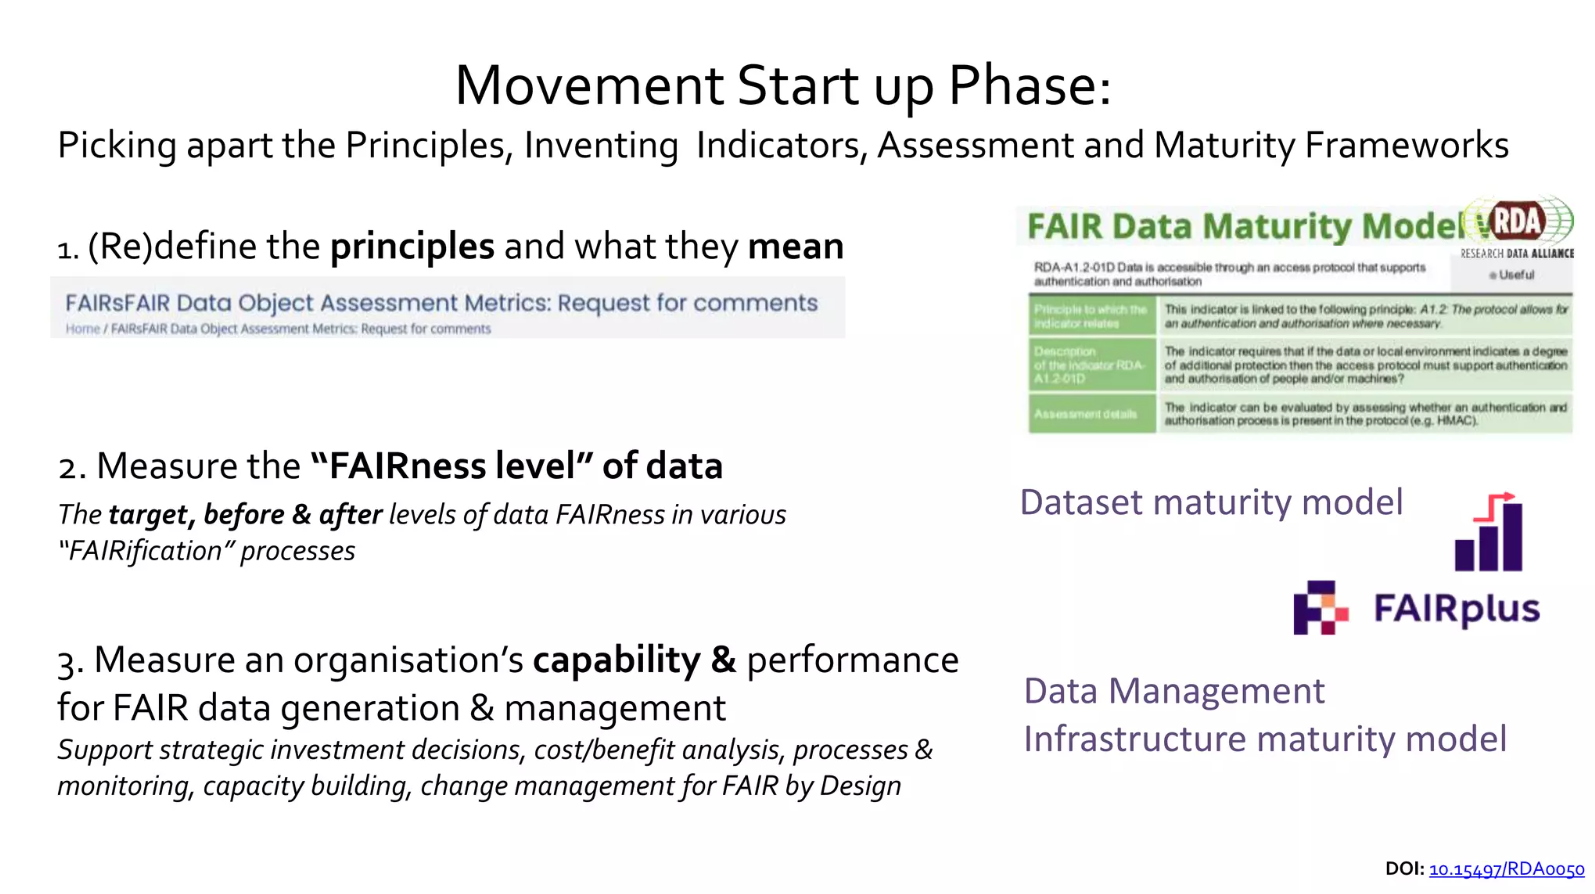 Movement Start up Phase:
Picking apart the Principles, Inventing Indicators, Assessment and Maturity Frameworks
1. (Re)define the principles and what they mean
FAIRsFAIR Data Object Assessment Metrics: Request for comments
Home / FAIRsFAIR Data Object Assessment Metrics: Request for comments
2. Measure the “FAIRness level” of data
The target, before & after levels of data FAIRness in various
“FAIRification” processes
3. Measure an organisation’s capability & performance
for FAIR data generation & management
Support strategic investment decisions, cost/benefit analysis, processes &
monitoring, capacity building, change management for FAIR by Design
FAIR Data Maturity Model
RDA
RESEARCH DATA ALLIANCE
RDA-A1.2-01D Data is accessible through an access protocol that supports
authentication and authorisation
Useful
Principle to which the
indicator relates
This indicator is linked to the following principle: A1.2: The protocol allows for
an authentication and authorisation where necessary.
Description
of the indicator RDA-
A1.2-01D
The indicator requires that if the data or local environment indicates a degree
of additional protection then the access protocol must support authentication
and authorisation of people and/or machines?
Assessment details
The indicator can be evaluated by assessing whether an authentication and
authorisation process is present in the protocol (e.g. HMAC).
Dataset maturity model
FAIRplus
Data Management
Infrastructure maturity model
DOI: 10.15497/RDA0050